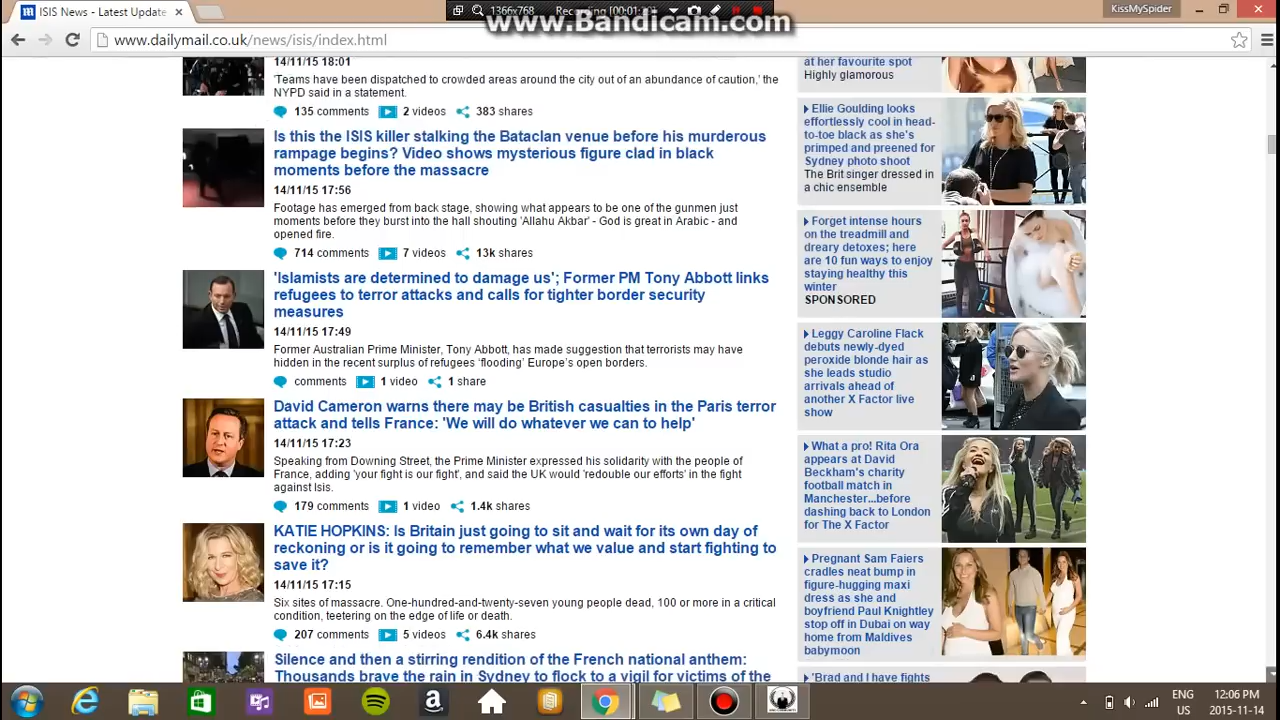 ISIS News - Latest Update
1366x768
Recording [00:01:
KissMySpider
www.Bandicam.com
www.dailymail.co.uk/news/isis/index.html
14/11/15 18:01
'Teams have been dispatched to crowded areas around the city out of an abundance of caution,' the
NYPD said in a statement.
135 comments 2 videos 383 shares
Is this the ISIS killer stalking the Bataclan venue before his murderous
rampage begins? Video shows mysterious figure clad in black
moments before the massacre
14/11/15 17:56
Footage has emerged from back stage, showing what appears to be one of the gunmen just
moments before they burst into the hall shouting 'Allahu Akbar' - God is great in Arabic - and
opened fire.
714 comments 7 videos 13k shares
'Islamists are determined to damage us'; Former PM Tony Abbott links
refugees to terror attacks and calls for tighter border security
measures
14/11/15 17:49
Former Australian Prime Minister, Tony Abbott, has made suggestion that terrorists may have
hidden in the recent surplus of refugees 'flooding' Europe's open borders.
comments 1 video 1 share
David Cameron warns there may be British casualties in the Paris terror
attack and tells France: 'We will do whatever we can to help'
14/11/15 17:23
Speaking from Downing Street, the Prime Minister expressed his solidarity with the people of
France, adding 'your fight is our fight', and said the UK would 'redouble our efforts' in the fight
against Isis.
179 comments 1 video 1.4k shares
KATIE HOPKINS: Is Britain just going to sit and wait for its own day of
reckoning or is it going to remember what we value and start fighting to
save it?
14/11/15 17:15
Six sites of massacre. One-hundred-and-twenty-seven young people dead, 100 or more in a critical
condition, teetering on the edge of life or death.
207 comments 5 videos 6.4k shares
Silence and then a stirring rendition of the French national anthem:
Thousands brave the rain in Sydney to flock to a vigil for victims of the
at her favourite spot
Highly glamorous
Ellie Goulding looks
effortlessly cool in head-
to-toe black as she's
primped and preened for
Sydney photo shoot
The Brit singer dressed in
a chic ensemble
Forget intense hours
on the treadmill and
dreary detoxes; here
are 10 fun ways to enjoy
staying healthy this
winter
SPONSORED
Leggy Caroline Flack
debuts newly-dyed
peroxide blonde hair as
she leads studio
arrivals ahead of
another X Factor live
show
What a pro! Rita Ora
appears at David
Beckham's charity
football match in
Manchester...before
dashing back to London
for The X Factor
Pregnant Sam Faiers
cradles neat bump in
figure-hugging maxi
dress as she and
boyfriend Paul Knightley
stop off in Dubai on way
home from Maldives
babymoon
'Brad and I have fights
ENG
US
12:06 PM
2015-11-14